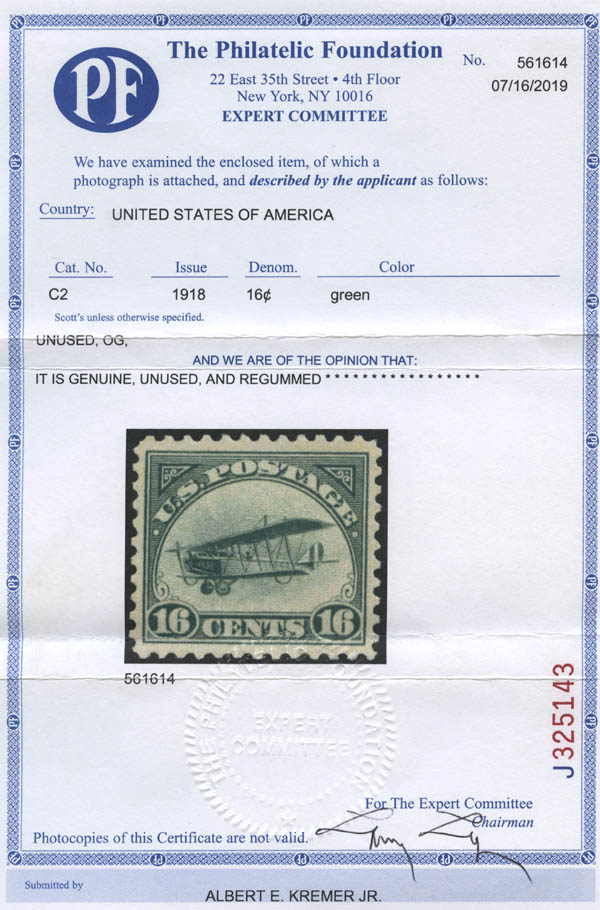 PF
The Philatelic Foundation
22 East 35th Street • 4th Floor
New York, NY 10016
EXPERT COMMITTEE
No. 561614
07/16/2019
We have examined the enclosed item, of which a
photograph is attached, and described by the applicant as follows:
Country: UNITED STATES OF AMERICA
Cat. No. Issue Denom. Color
C2 1918 16¢ green
Scott's unless otherwise specified.
UNUSED, OG,
AND WE ARE OF THE OPINION THAT:
IT IS GENUINE, UNUSED, AND REGUMMED * * * * * * * * * * * * * * * * *
U.S. POSTAGE
16 CENTS 16
561614
THE PHILATELIC FOUNDATION
EXPERT
COMMITTEE
J325143
For The Expert Committee
Chairman
Photocopies of this Certificate are not valid.
Submitted by
ALBERT E. KREMER JR.